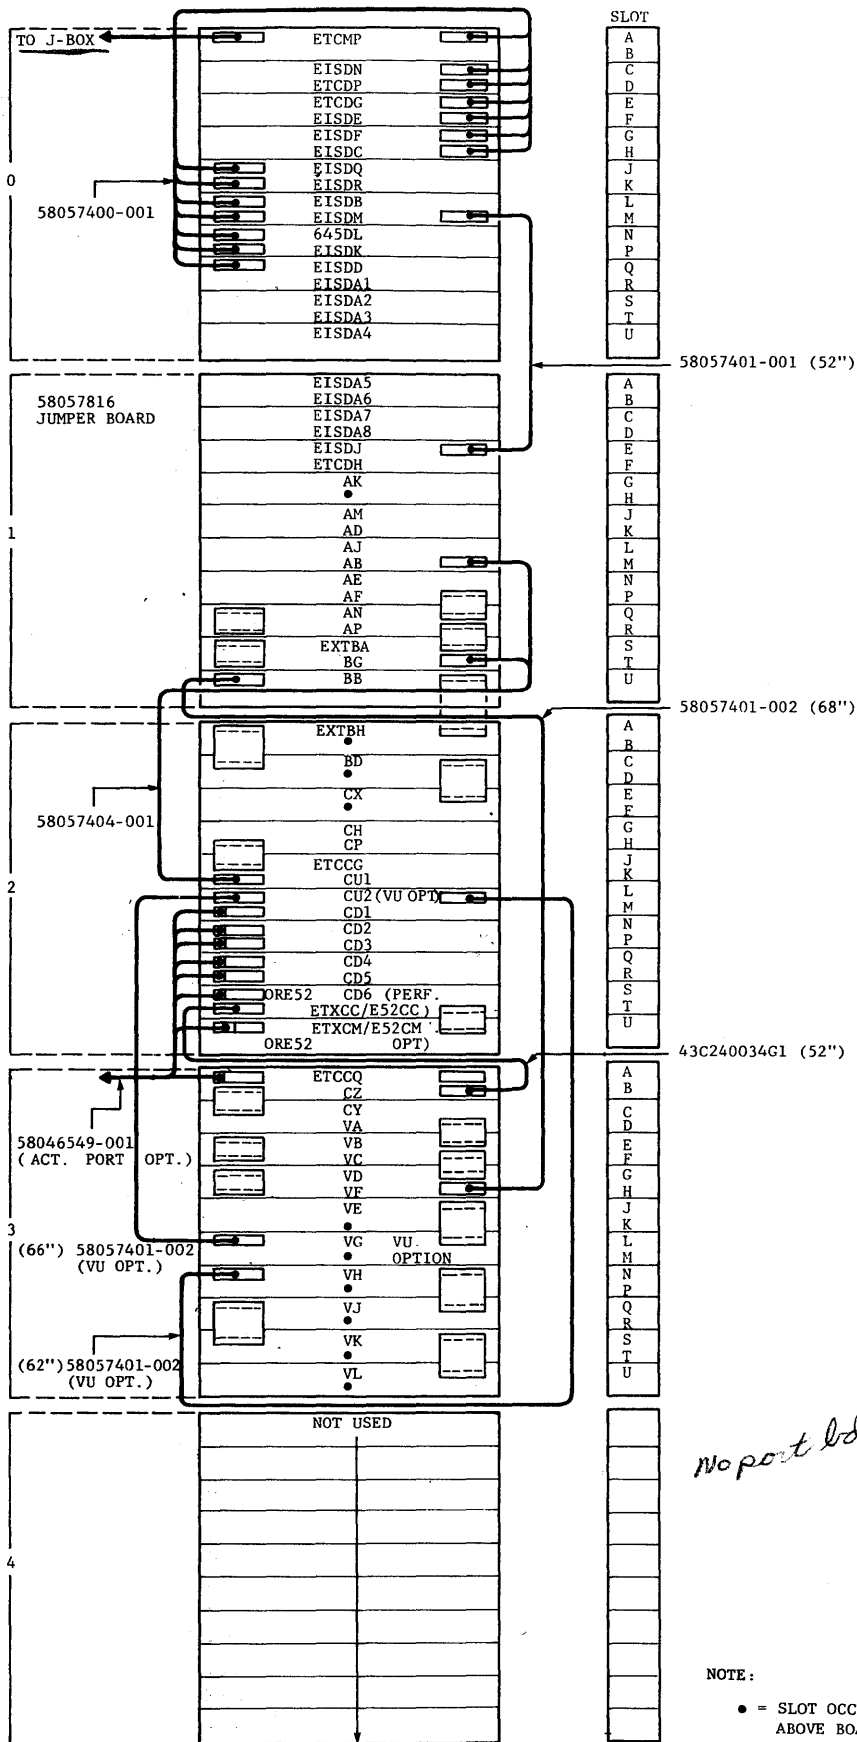 SLOT
TO J-BOX
0
58057400-001
ETCMP
EISDN
ETCDP
ETCDG
EISDE
EISDF
EISDC
EISDQ
EISDR
EISDB
EISDM
645DL
EISDK
EISDD
EISDA1
EISDA2
EISDA3
EISDA4
A
B
C
D
E
F
G
H
J
K
L
M
N
P
Q
R
S
T
U
58057401-001 (52")
58057816
JUMPER BOARD
1
EISDA5
EISDA6
EISDA7
EISDA8
EISDJ
ETCDH
AK
AM
AD
AJ
AB
AE
AF
AN
AP
EXTBA
BG
BB
A
B
C
D
E
F
G
H
J
K
L
M
N
P
Q
R
S
T
U
58057401-002 (68")
58057404-001
2
EXTBH
BD
CX
CH
CP
ETCCG
CU1
CU2(VU OPT)
CD1
CD2
CD3
CD4
CD5
ORE52 CD6 (PERF.
ETXCC/E52CC)
ETXCM/E52CM
ORE52 OPT)
A
B
C
D
E
F
G
H
J
K
L
M
N
P
Q
R
S
T
U
43C240034G1 (52")
58046549-001
(ACT. PORT OPT.)
3
(66") 58057401-002
(VU OPT.)
(62") 58057401-002
(VU OPT.)
ETCCQ
CZ
CY
VA
VB
VC
VD
VF
VE
VG VU
OPTION
VH
VJ
VK
VL
A
B
C
D
E
F
G
H
J
K
L
M
N
P
Q
R
S
T
U
NOT USED
4
No port bd
NOTE:
● = SLOT OCC
ABOVE BOA